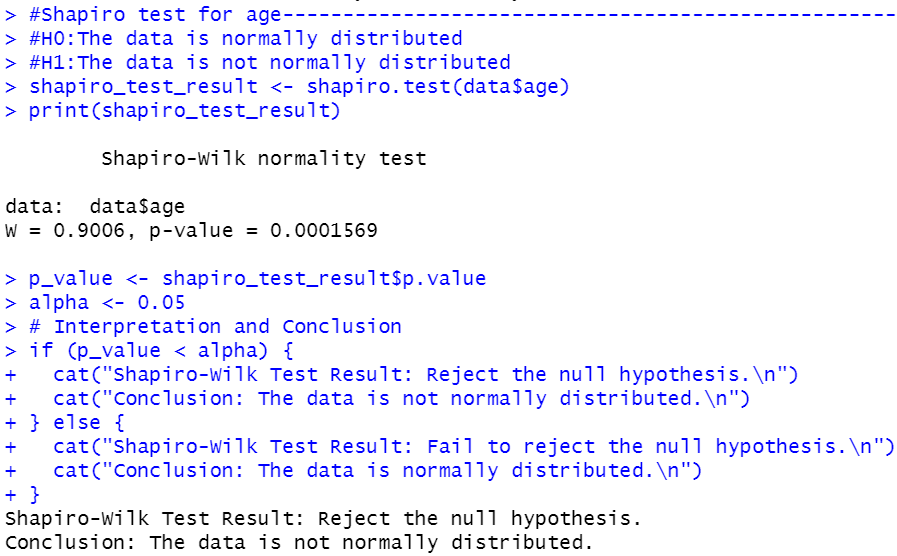 > #Shapiro test for age---------------------------------------------------
> #H0:The data is normally distributed
> #H1:The data is not normally distributed
> shapiro_test_result <- shapiro.test(data$age)
> print(shapiro_test_result)
Shapiro-Wilk normality test
data:  data$age
W = 0.9006, p-value = 0.0001569
> p_value <- shapiro_test_result$p.value
> alpha <- 0.05
> # Interpretation and Conclusion
> if (p_value < alpha) {
+   cat("Shapiro-Wilk Test Result: Reject the null hypothesis.\n")
+   cat("Conclusion: The data is not normally distributed.\n")
+ } else {
+   cat("Shapiro-Wilk Test Result: Fail to reject the null hypothesis.\n")
+   cat("Conclusion: The data is normally distributed.\n")
+ }
Shapiro-Wilk Test Result: Reject the null hypothesis.
Conclusion: The data is not normally distributed.